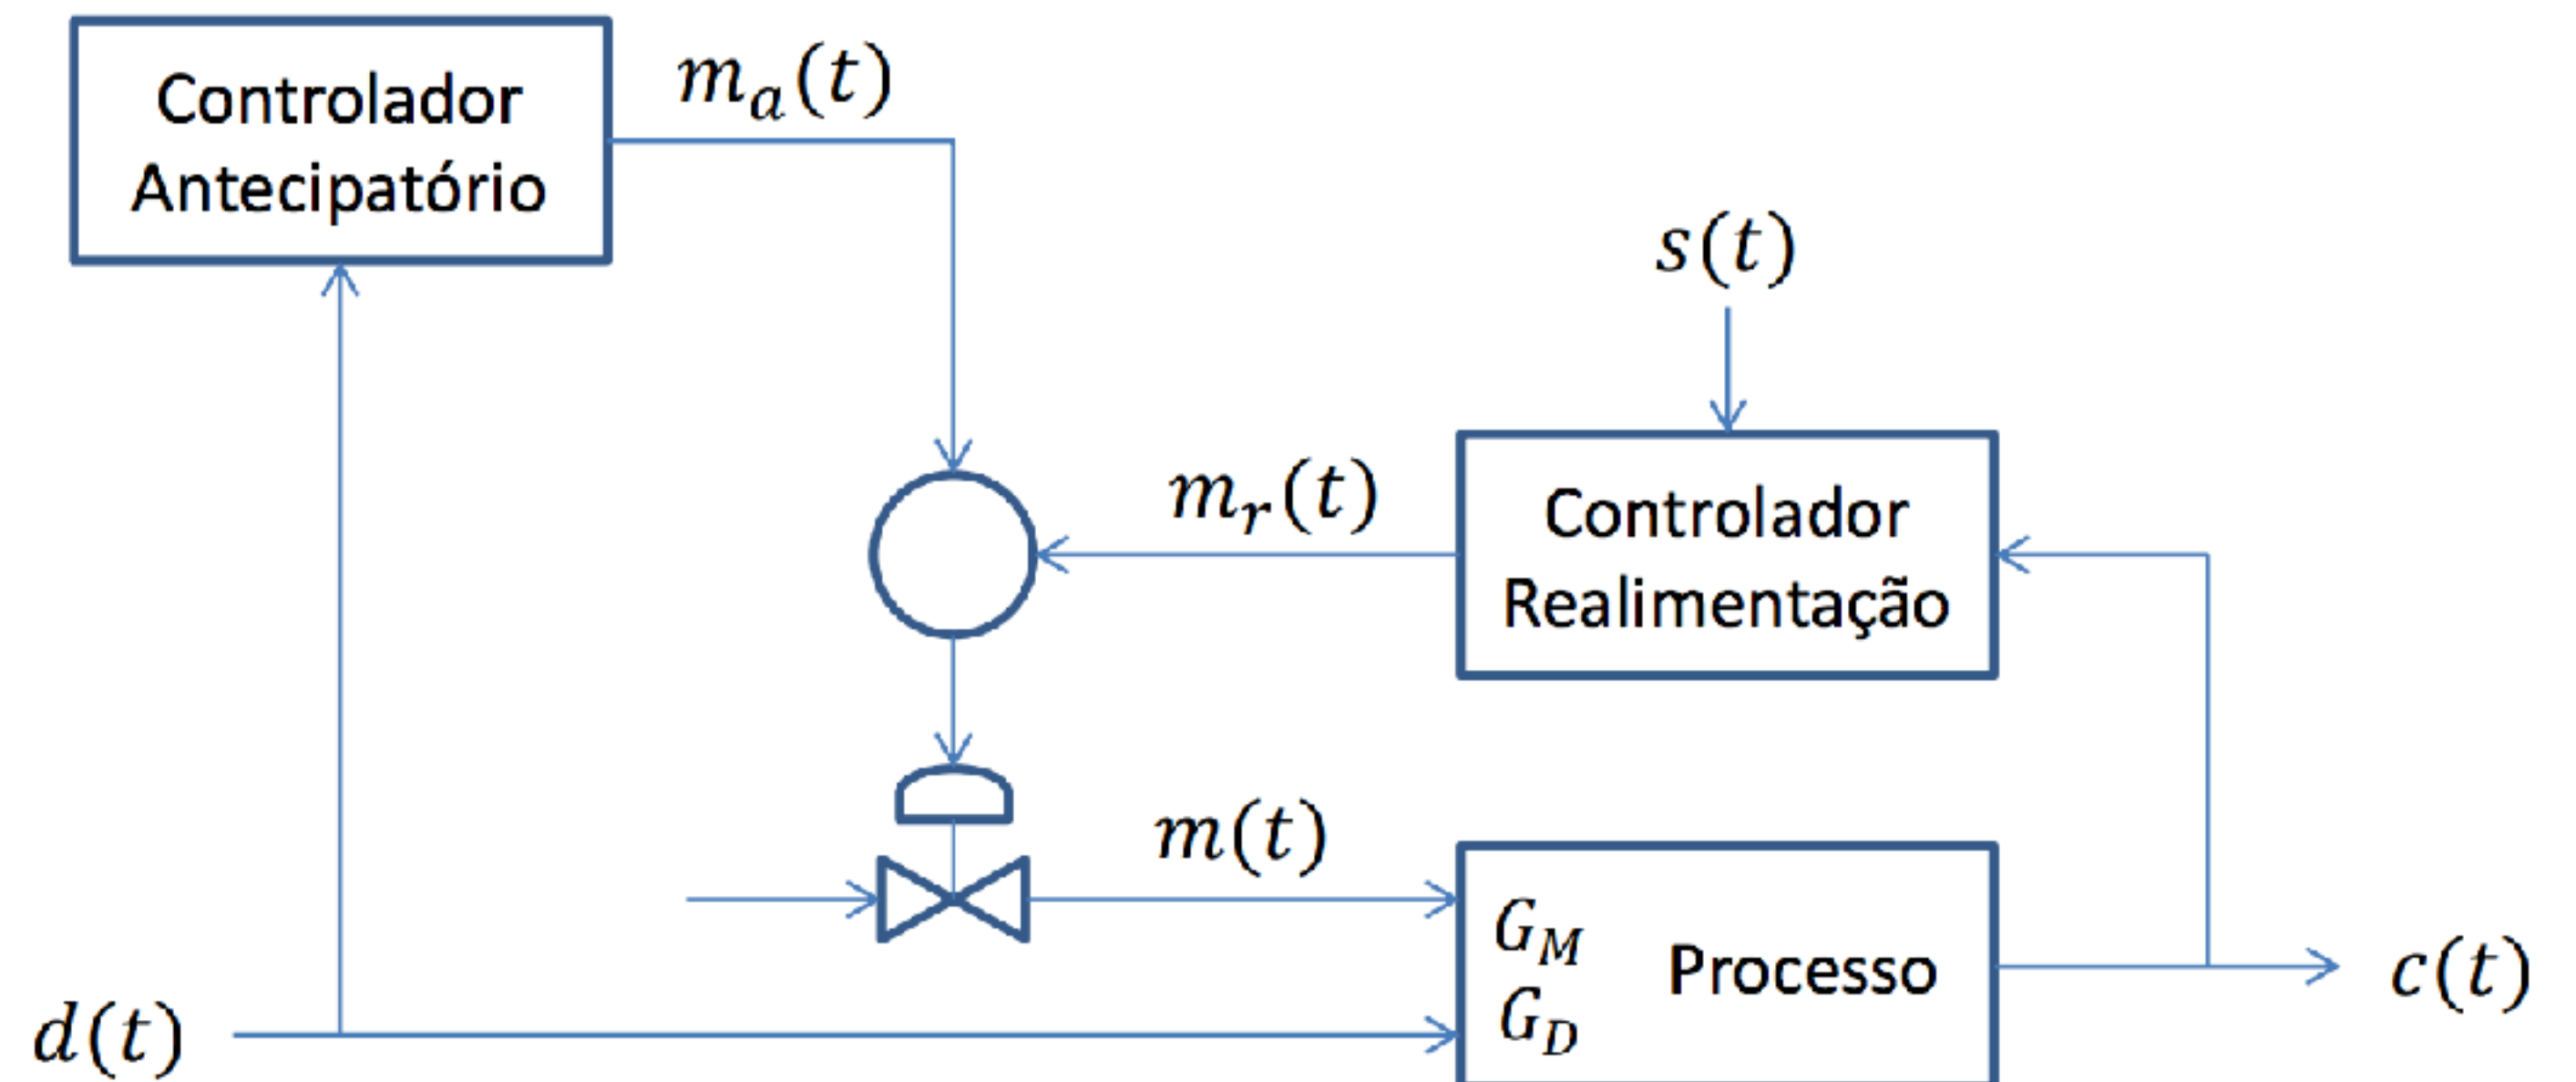 Controlador
Antecipatório
m_a(t)
s(t)
m_r(t)
Controlador
Realimentação
m(t)
G_M
Processo
G_D
d(t)
c(t)